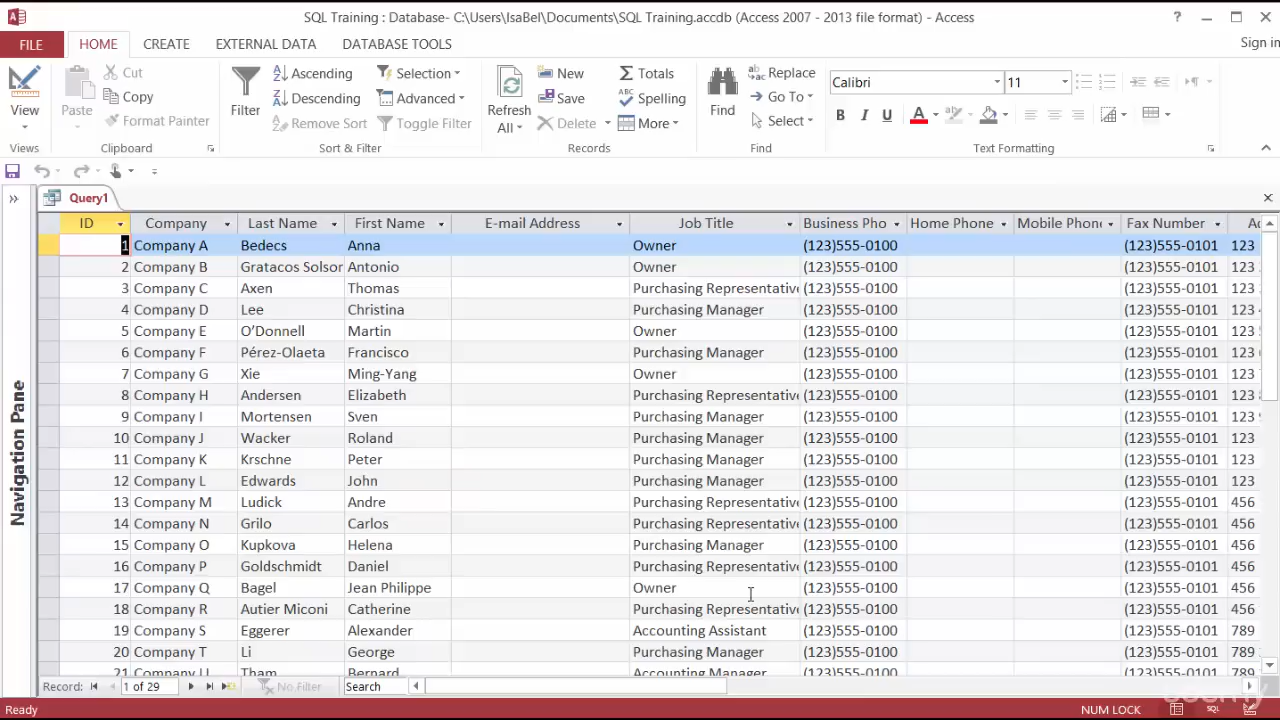 SQL Training : Database- C:\Users\IsaBel\Documents\SQL Training.accdb (Access 2007 - 2013 file format) - Access
Sign in
FILE HOME CREATE EXTERNAL DATA DATABASE TOOLS
View
Views
Paste
Cut
Copy
Format Painter
Clipboard
Filter
Ascending
Descending
Remove Sort
Selection
Advanced
Toggle Filter
Sort & Filter
Refresh
All
New
Save
Delete
Totals
Spelling
More
Records
Find
Replace
Go To
Select
Find
Calibri 11
B I U A
Text Formatting
Query1
Navigation Pane
ID Company Last Name First Name E-mail Address Job Title Business Pho Home Phone Mobile Phone Fax Number Ad
1 Company A Bedecs Anna Owner (123)555-0100 (123)555-0101 123
2 Company B Gratacos Solsor Antonio Owner (123)555-0100 (123)555-0101 123
3 Company C Axen Thomas Purchasing Representative (123)555-0100 (123)555-0101 123
4 Company D Lee Christina Purchasing Manager (123)555-0100 (123)555-0101 123
5 Company E O’Donnell Martin Owner (123)555-0100 (123)555-0101 123
6 Company F Pérez-Olaeta Francisco Purchasing Manager (123)555-0100 (123)555-0101 123
7 Company G Xie Ming-Yang Owner (123)555-0100 (123)555-0101 123
8 Company H Andersen Elizabeth Purchasing Representative (123)555-0100 (123)555-0101 123
9 Company I Mortensen Sven Purchasing Manager (123)555-0100 (123)555-0101 123
10 Company J Wacker Roland Purchasing Manager (123)555-0100 (123)555-0101 123
11 Company K Krschne Peter Purchasing Manager (123)555-0100 (123)555-0101 123
12 Company L Edwards John Purchasing Manager (123)555-0100 (123)555-0101 123
13 Company M Ludick Andre Purchasing Representative (123)555-0100 (123)555-0101 456
14 Company N Grilo Carlos Purchasing Representative (123)555-0100 (123)555-0101 456
15 Company O Kupkova Helena Purchasing Manager (123)555-0100 (123)555-0101 456
16 Company P Goldschmidt Daniel Purchasing Representative (123)555-0100 (123)555-0101 456
17 Company Q Bagel Jean Philippe Owner (123)555-0100 (123)555-0101 456
18 Company R Autier Miconi Catherine Purchasing Representative (123)555-0100 (123)555-0101 456
19 Company S Eggerer Alexander Accounting Assistant (123)555-0100 (123)555-0101 789
20 Company T Li George Purchasing Manager (123)555-0100 (123)555-0101 789
21 Company U Tham Bernard Accounting Manager (123)555-0100 (123)555-0101 789
Record: 1 of 29 No Filter Search
Ready NUM LOCK SQL